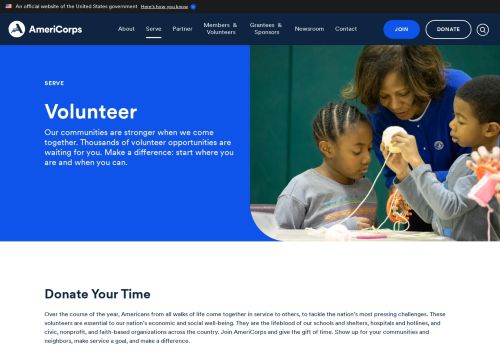 An official website of the United States government Here's how you know
AmeriCorps
About Serve Partner Members & Volunteers Grantees & Sponsors Newsroom Contact JOIN DONATE
SERVE
Volunteer
Our communities are stronger when we come
together. Thousands of volunteer opportunities are
waiting for you. Make a difference: start where you
are and when you can.
Donate Your Time
Over the course of the year, Americans from all walks of life come together in service to others, to tackle the nation's most pressing challenges. These
volunteers are essential to our nation's economic and social well-being. They are the lifeblood of our schools and shelters, hospitals and hotlines, and
civic, nonprofit, and faith-based organizations across the country. Join AmeriCorps and give the gift of time. Show up for your communities and
neighbors, make service a goal, and make a difference.